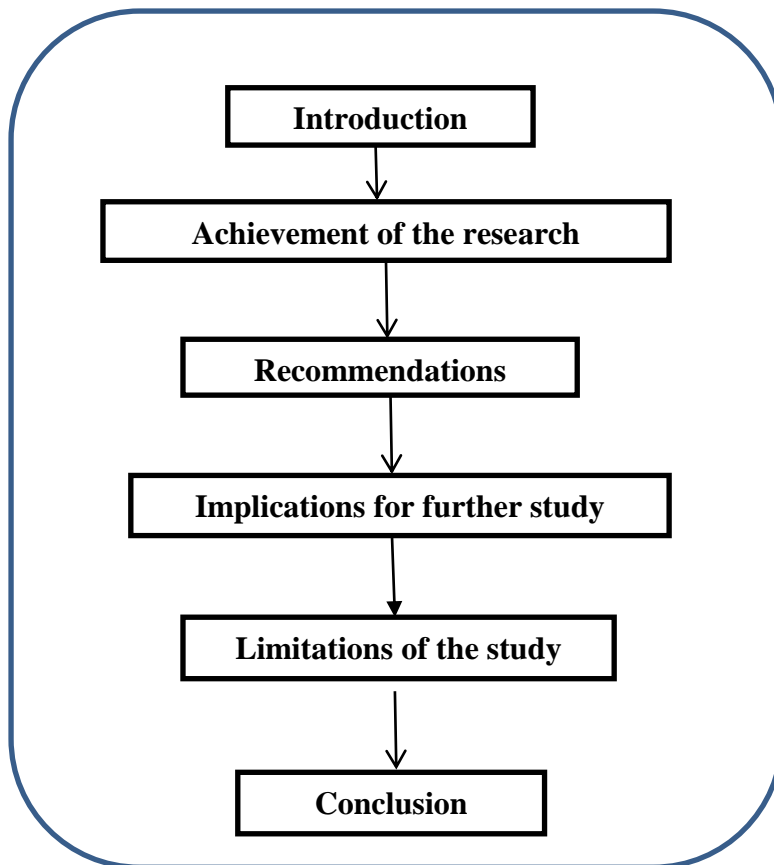 Introduction
Achievement of the research
Recommendations
Implications for further study
Limitations of the study
Conclusion